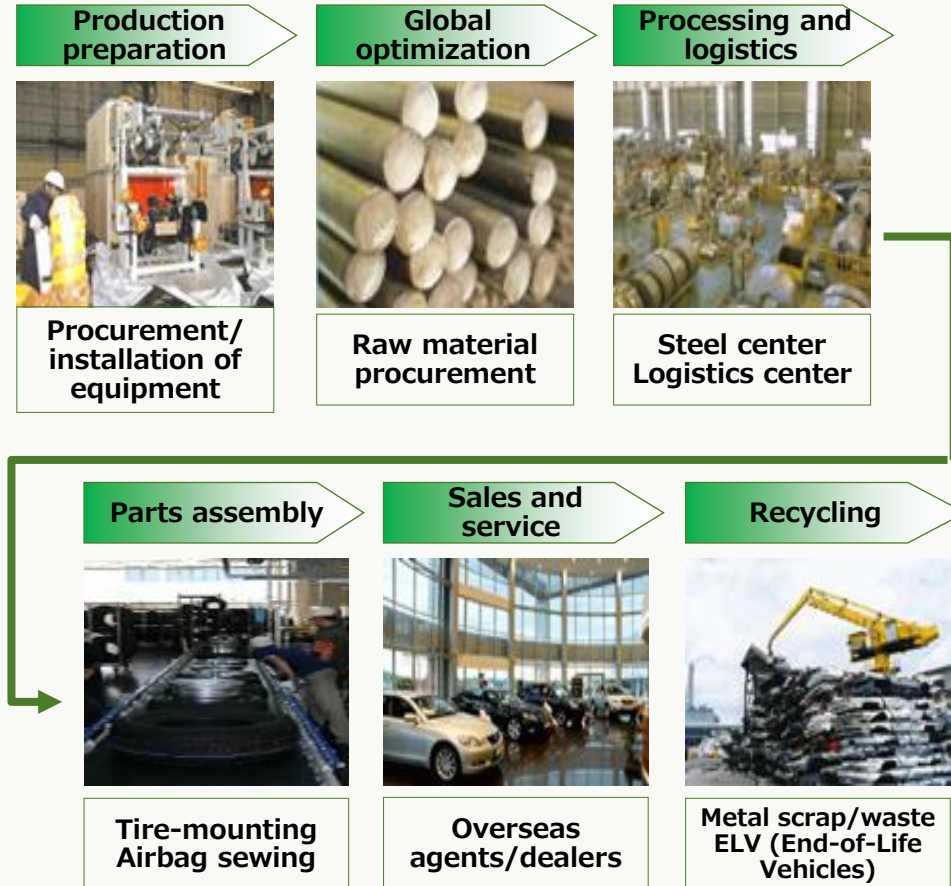 Production
preparation
Global
optimization
Processing and
logistics
Procurement/
installation of
equipment
Raw material
procurement
Steel center
Logistics center
Parts assembly
Sales and
service
Recycling
Tire-mounting
Airbag sewing
Overseas
agents/dealers
Metal scrap/waste
ELV (End-of-Life
Vehicles)